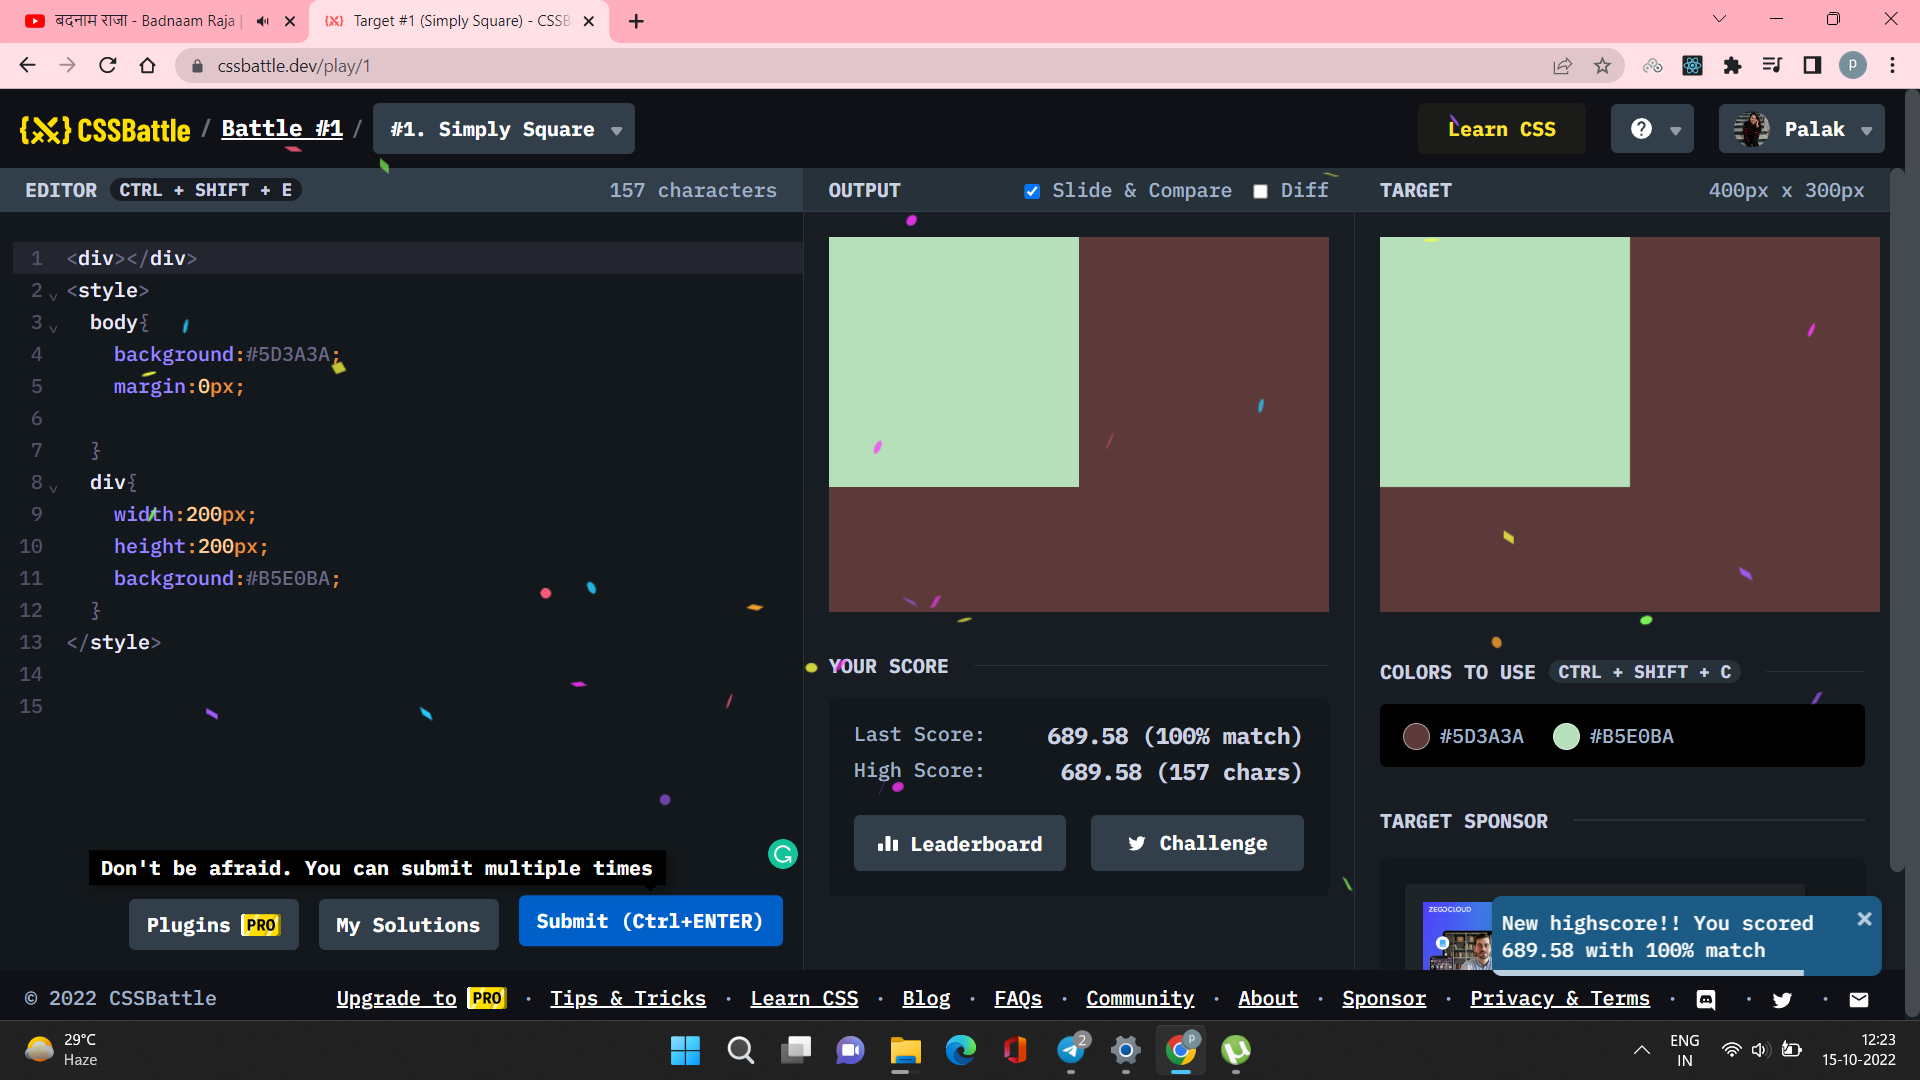 बदनाम राजा - Badnaam Raja |
Target #1 (Simply Square) - CSSB
cssbattle.dev/play/1
P
{X} CSSBattle / Battle #1 / #1. Simply Square
Learn CSS
?
Palak
EDITOR CTRL + SHIFT + E 157 characters
OUTPUT Slide & Compare Diff
TARGET 400px x 300px
1 <div></div>
2 <style>
3 body{
4 background:#5D3A3A;
5 margin:0px;
6
7 }
8 div{
9 width:200px;
10 height:200px;
11 background:#B5E0BA;
12 }
13 </style>
14
15
Don't be afraid. You can submit multiple times
Plugins PRO My Solutions Submit (Ctrl+ENTER)
YOUR SCORE
Last Score: 689.58 (100% match)
High Score: 689.58 (157 chars)
Leaderboard Challenge
COLORS TO USE CTRL + SHIFT + C
#5D3A3A #B5E0BA
TARGET SPONSOR
ZEGOCLOUD
New highscore!! You scored
689.58 with 100% match
© 2022 CSSBattle Upgrade to PRO · Tips & Tricks · Learn CSS · Blog · FAQs · Community · About · Sponsor · Privacy & Terms
29°C
Haze
2
P
ENG
IN
12:23
15-10-2022